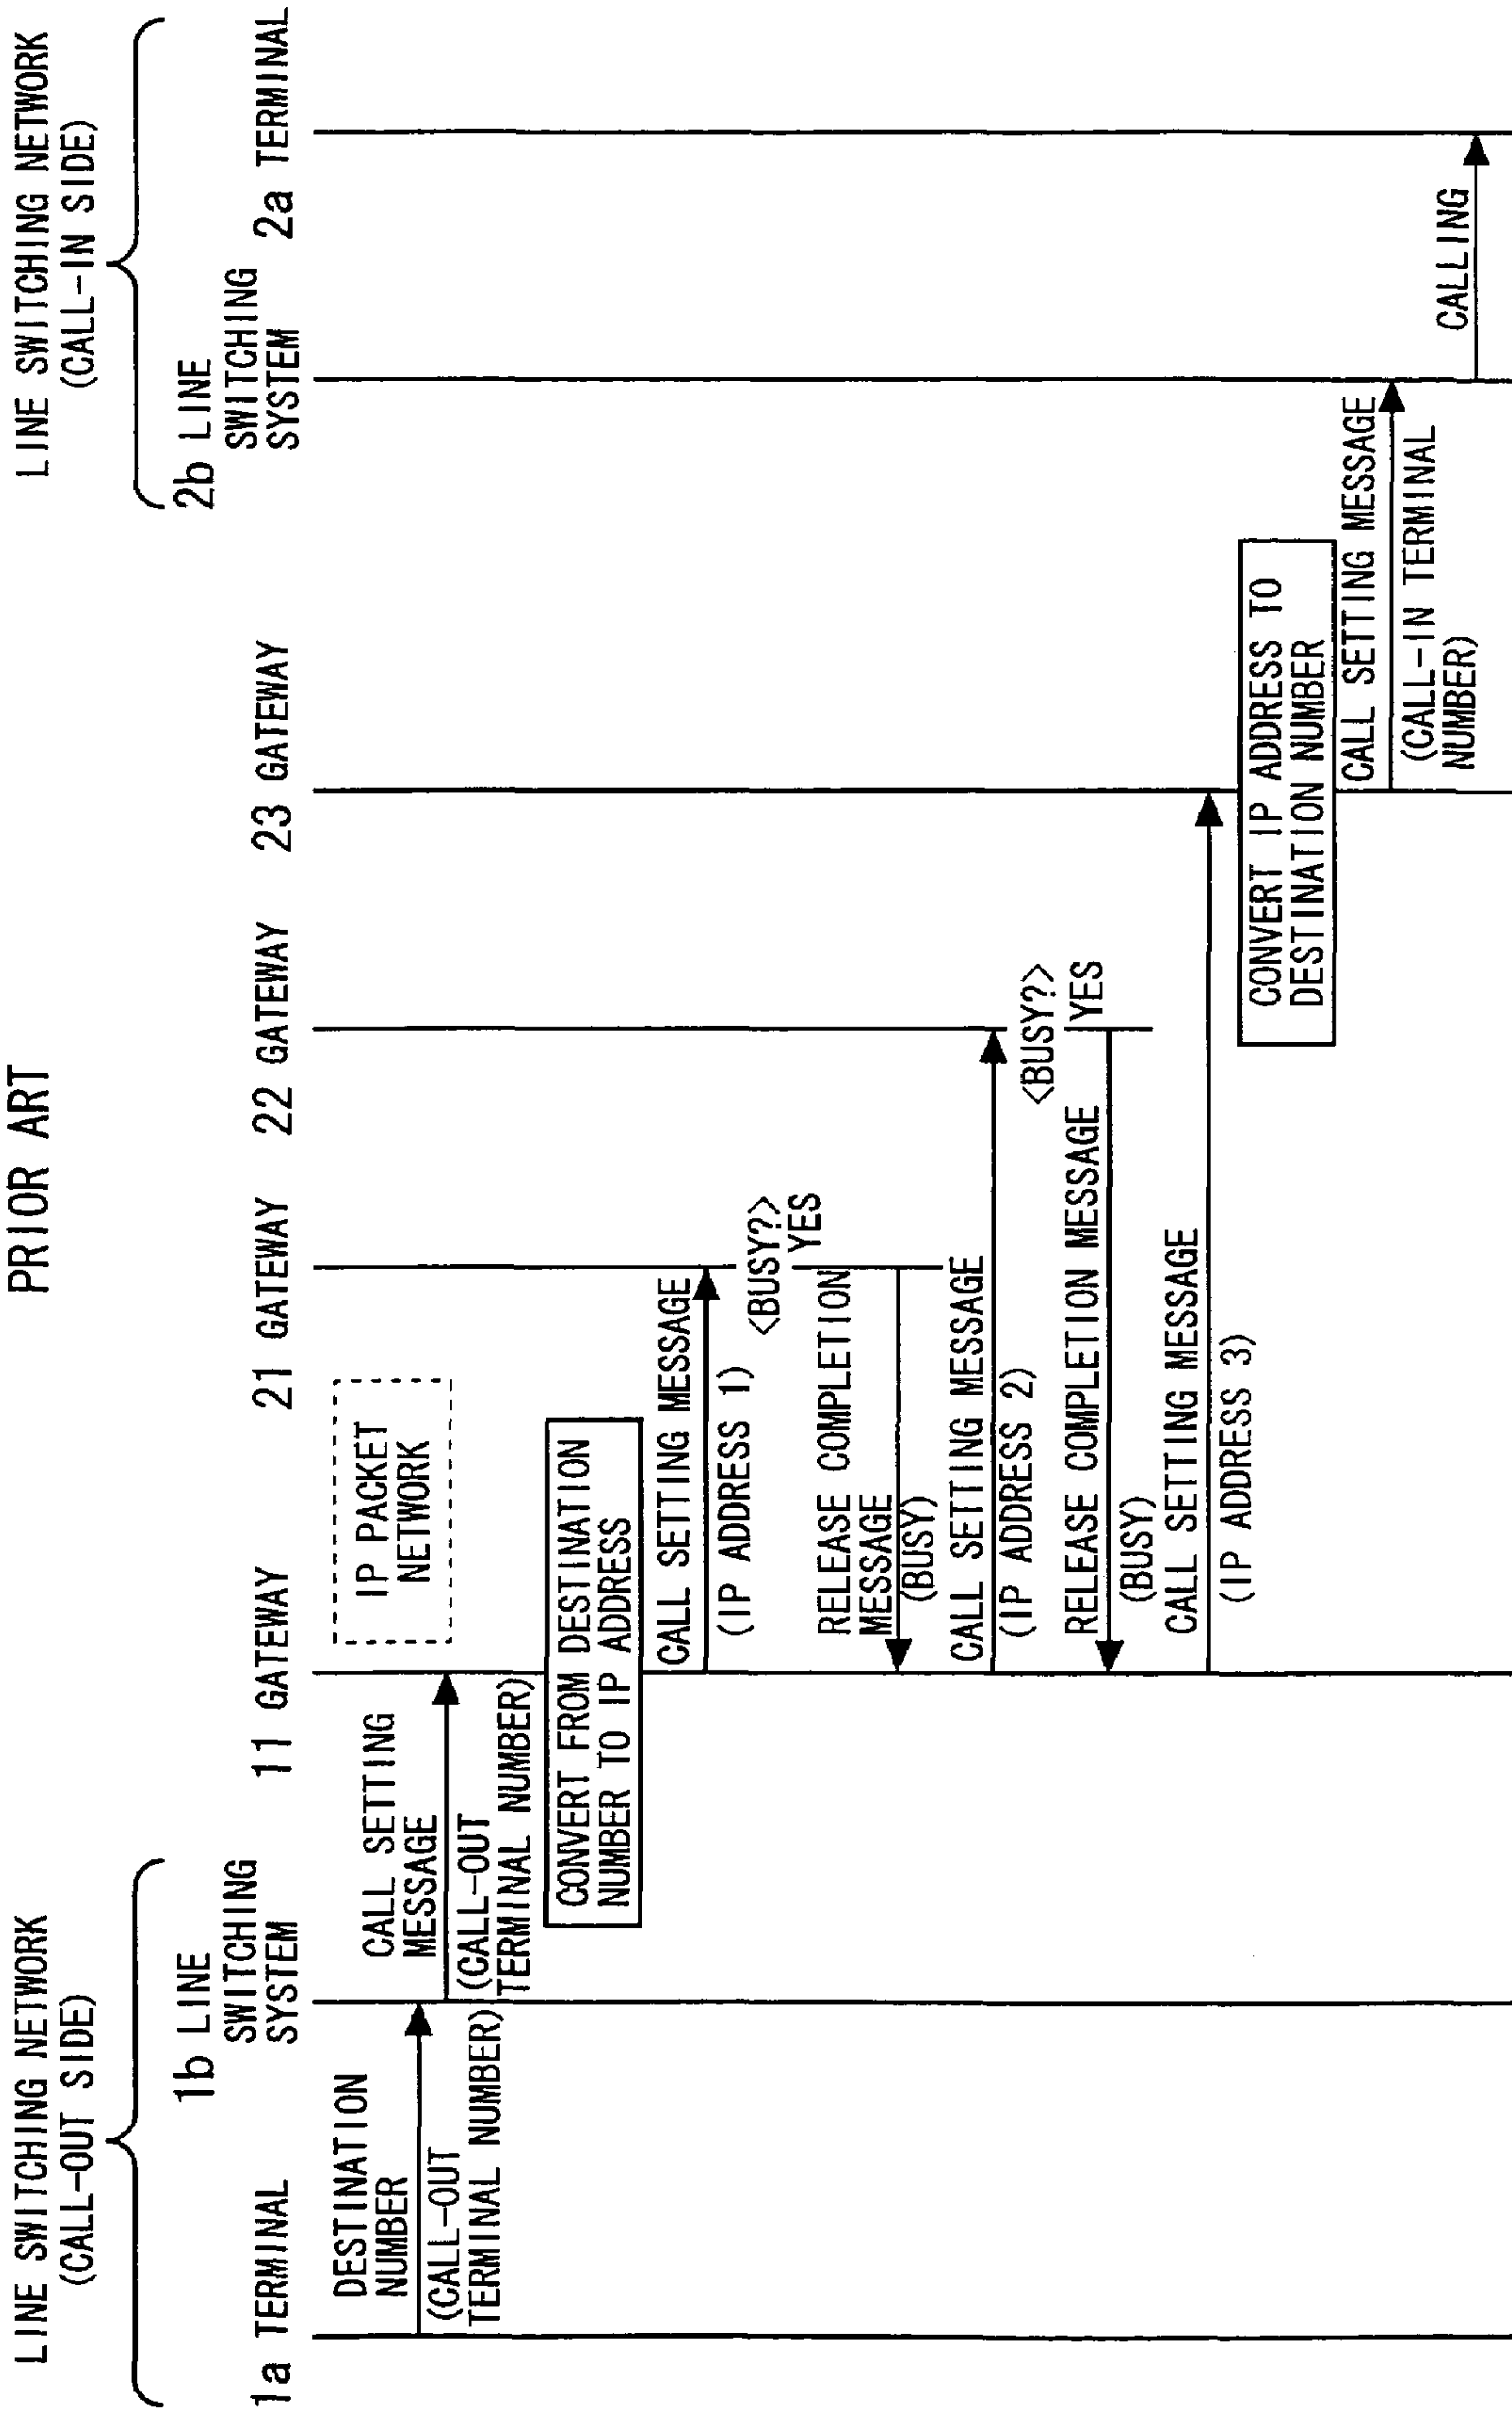 PRIOR ART
LINE SWITCHING NETWORK
(CALL-OUT SIDE)
LINE SWITCHING NETWORK
(CALL-IN SIDE)
1a TERMINAL
1b LINE
SWITCHING
SYSTEM
11 GATEWAY
21 GATEWAY
22 GATEWAY
23 GATEWAY
2b LINE
SWITCHING
SYSTEM
2a TERMINAL
IP PACKET
NETWORK
DESTINATION
NUMBER
(CALL-OUT
TERMINAL NUMBER)
CALL SETTING
MESSAGE
(CALL-OUT
TERMINAL NUMBER)
CONVERT FROM DESTINATION
NUMBER TO IP ADDRESS
CALL SETTING MESSAGE
(IP ADDRESS 1)
<BUSY?>
YES
RELEASE COMPLETION
MESSAGE
(BUSY)
CALL SETTING MESSAGE
(IP ADDRESS 2)
<BUSY?>
YES
RELEASE COMPLETION MESSAGE
(BUSY)
CALL SETTING MESSAGE
(IP ADDRESS 3)
CONVERT IP ADDRESS TO
DESTINATION NUMBER
CALL SETTING MESSAGE
(CALL-IN TERMINAL
NUMBER)
CALLING